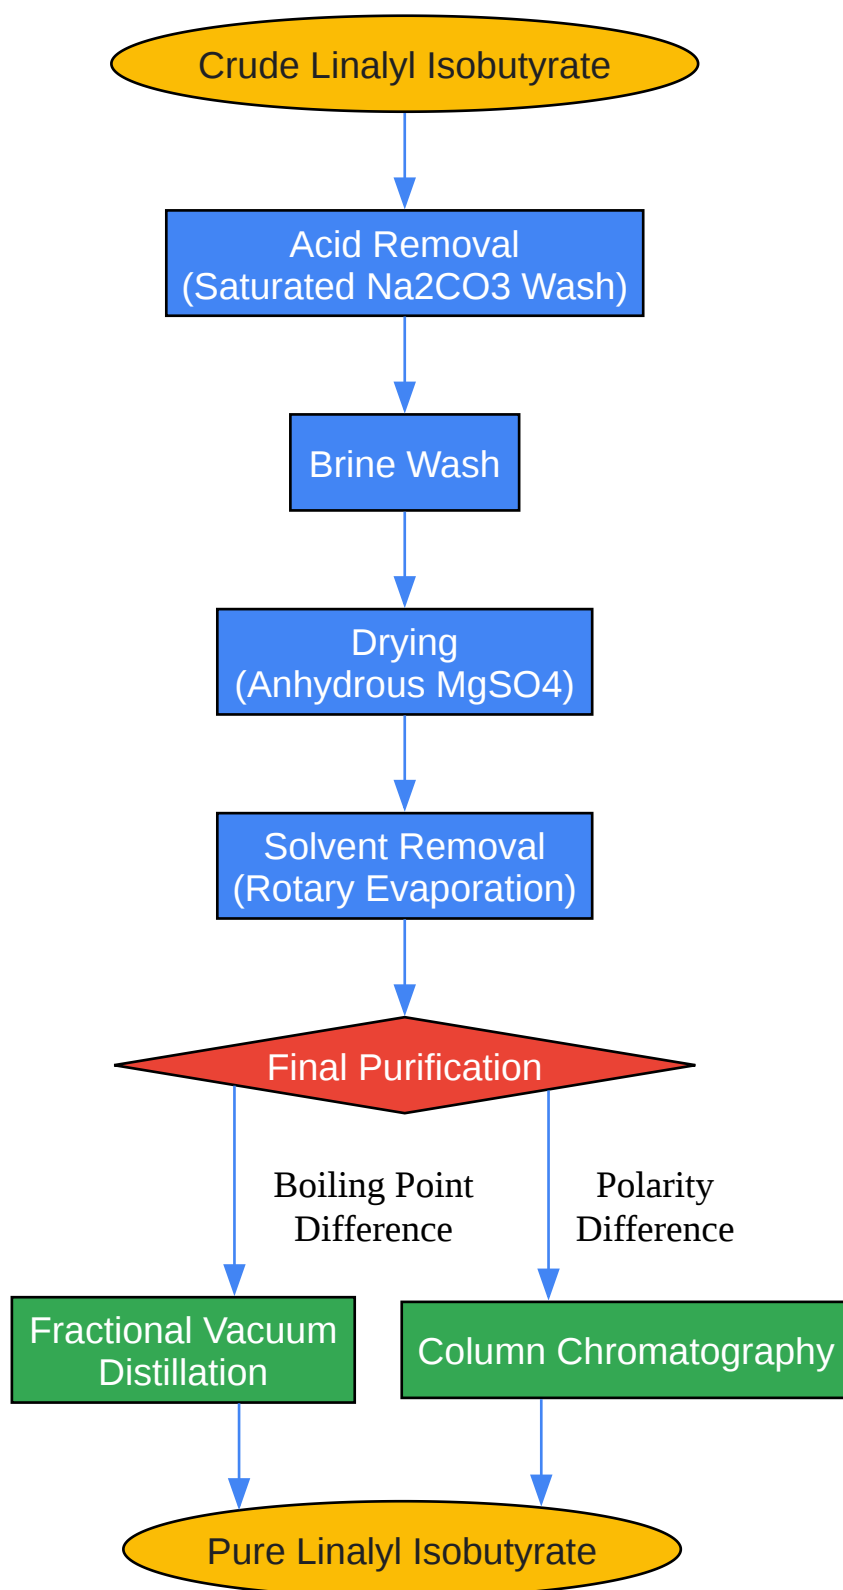 Crude Linalyl Isobutyrate
Acid Removal
(Saturated Na2CO3 Wash)
Brine Wash
Drying
(Anhydrous MgSO4)
Solvent Removal
(Rotary Evaporation)
Final Purification
Boiling Point
Difference
Polarity
Difference
Fractional Vacuum
Distillation
Column Chromatography
Pure Linalyl Isobutyrate